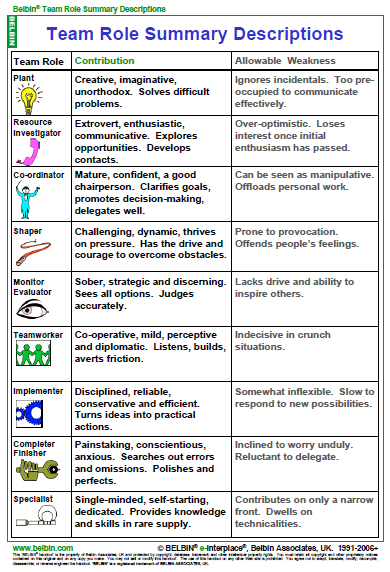 Belbin® Team Role Summary Descriptions
BELBIN
Team Role Summary Descriptions
Team Role
Contribution
Allowable Weakness
Plant
Creative, imaginative,
unorthodox. Solves difficult
problems.
Ignores incidentals. Too pre-
occupied to communicate
effectively.
Resource
Investigator
Extrovert, enthusiastic,
communicative. Explores
opportunities. Develops
contacts.
Over-optimistic. Loses
interest once initial
enthusiasm has passed.
Co-ordinator
Mature, confident, a good
chairperson. Clarifies goals,
promotes decision-making,
delegates well.
Can be seen as manipulative.
Offloads personal work.
Shaper
Challenging, dynamic, thrives
on pressure. Has the drive and
courage to overcome obstacles.
Prone to provocation.
Offends people's feelings.
Monitor
Evaluator
Sober, strategic and discerning.
Sees all options. Judges
accurately.
Lacks drive and ability to
inspire others.
Teamworker
Co-operative, mild, perceptive
and diplomatic. Listens, builds,
averts friction.
Indecisive in crunch
situations.
Implementer
Disciplined, reliable,
conservative and efficient.
Turns ideas into practical
actions.
Somewhat inflexible. Slow to
respond to new possibilities.
Completer
Finisher
Painstaking, conscientious,
anxious. Searches out errors
and omissions. Polishes and
perfects.
Inclined to worry unduly.
Reluctant to delegate.
Specialist
Single-minded, self-starting,
dedicated. Provides knowledge
and skills in rare supply.
Contributes on only a narrow
front. Dwells on
technicalities.
www.belbin.com
© BELBIN® e-interplace®, Belbin Associates, UK. 1991-2006+